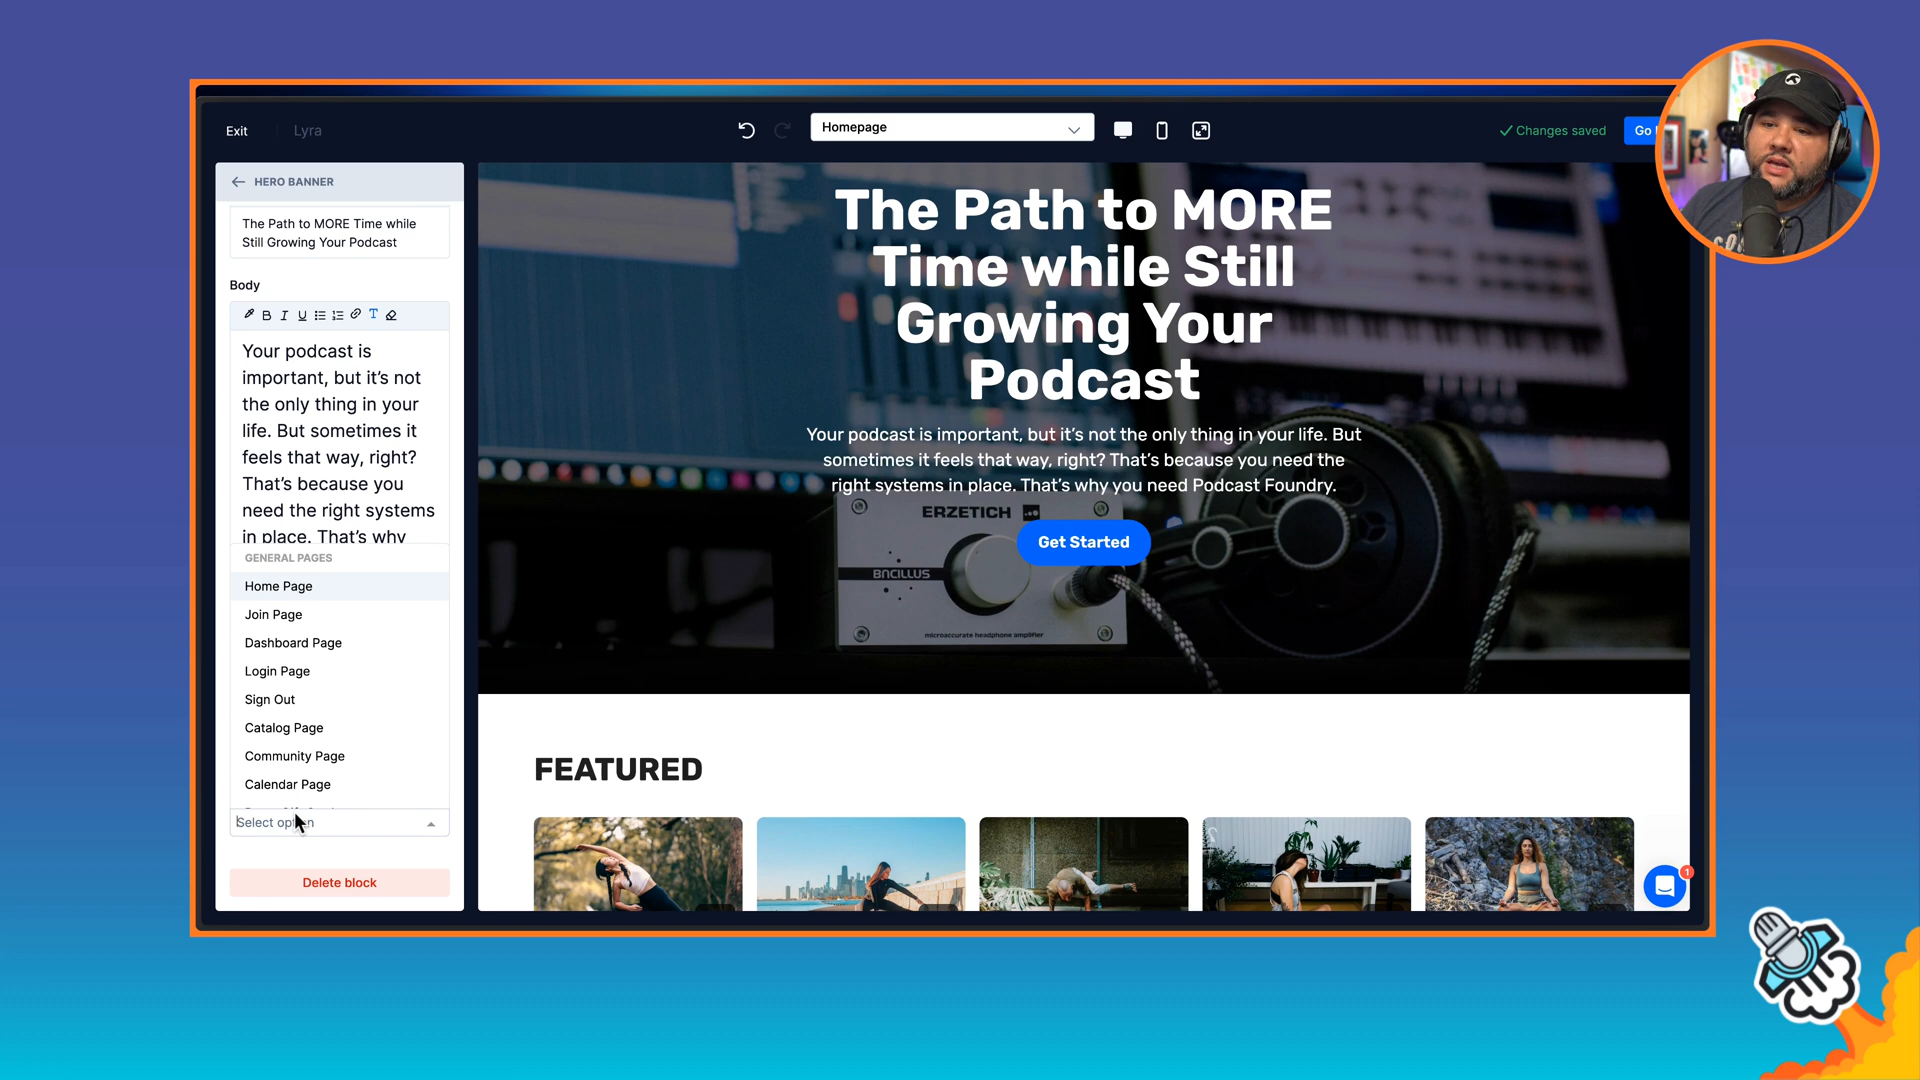 Exit
Lyra
Homepage
Changes saved
Go
HERO BANNER
The Path to MORE Time while
Still Growing Your Podcast
Body
B I U T
Your podcast is
important, but it's not
the only thing in your
life. But sometimes it
feels that way, right?
That's because you
need the right systems
in place. That's why
GENERAL PAGES
Home Page
Join Page
Dashboard Page
Login Page
Sign Out
Catalog Page
Community Page
Calendar Page
Select option
Delete block
The Path to MORE
Time while Still
Growing Your
Podcast
Your podcast is important, but it's not the only thing in your life. But
sometimes it feels that way, right? That's because you need the
right systems in place. That's why you need Podcast Foundry.
ERZETICH
Get Started
BACILLUS
microaccurate headphone amplifier
FEATURED
1